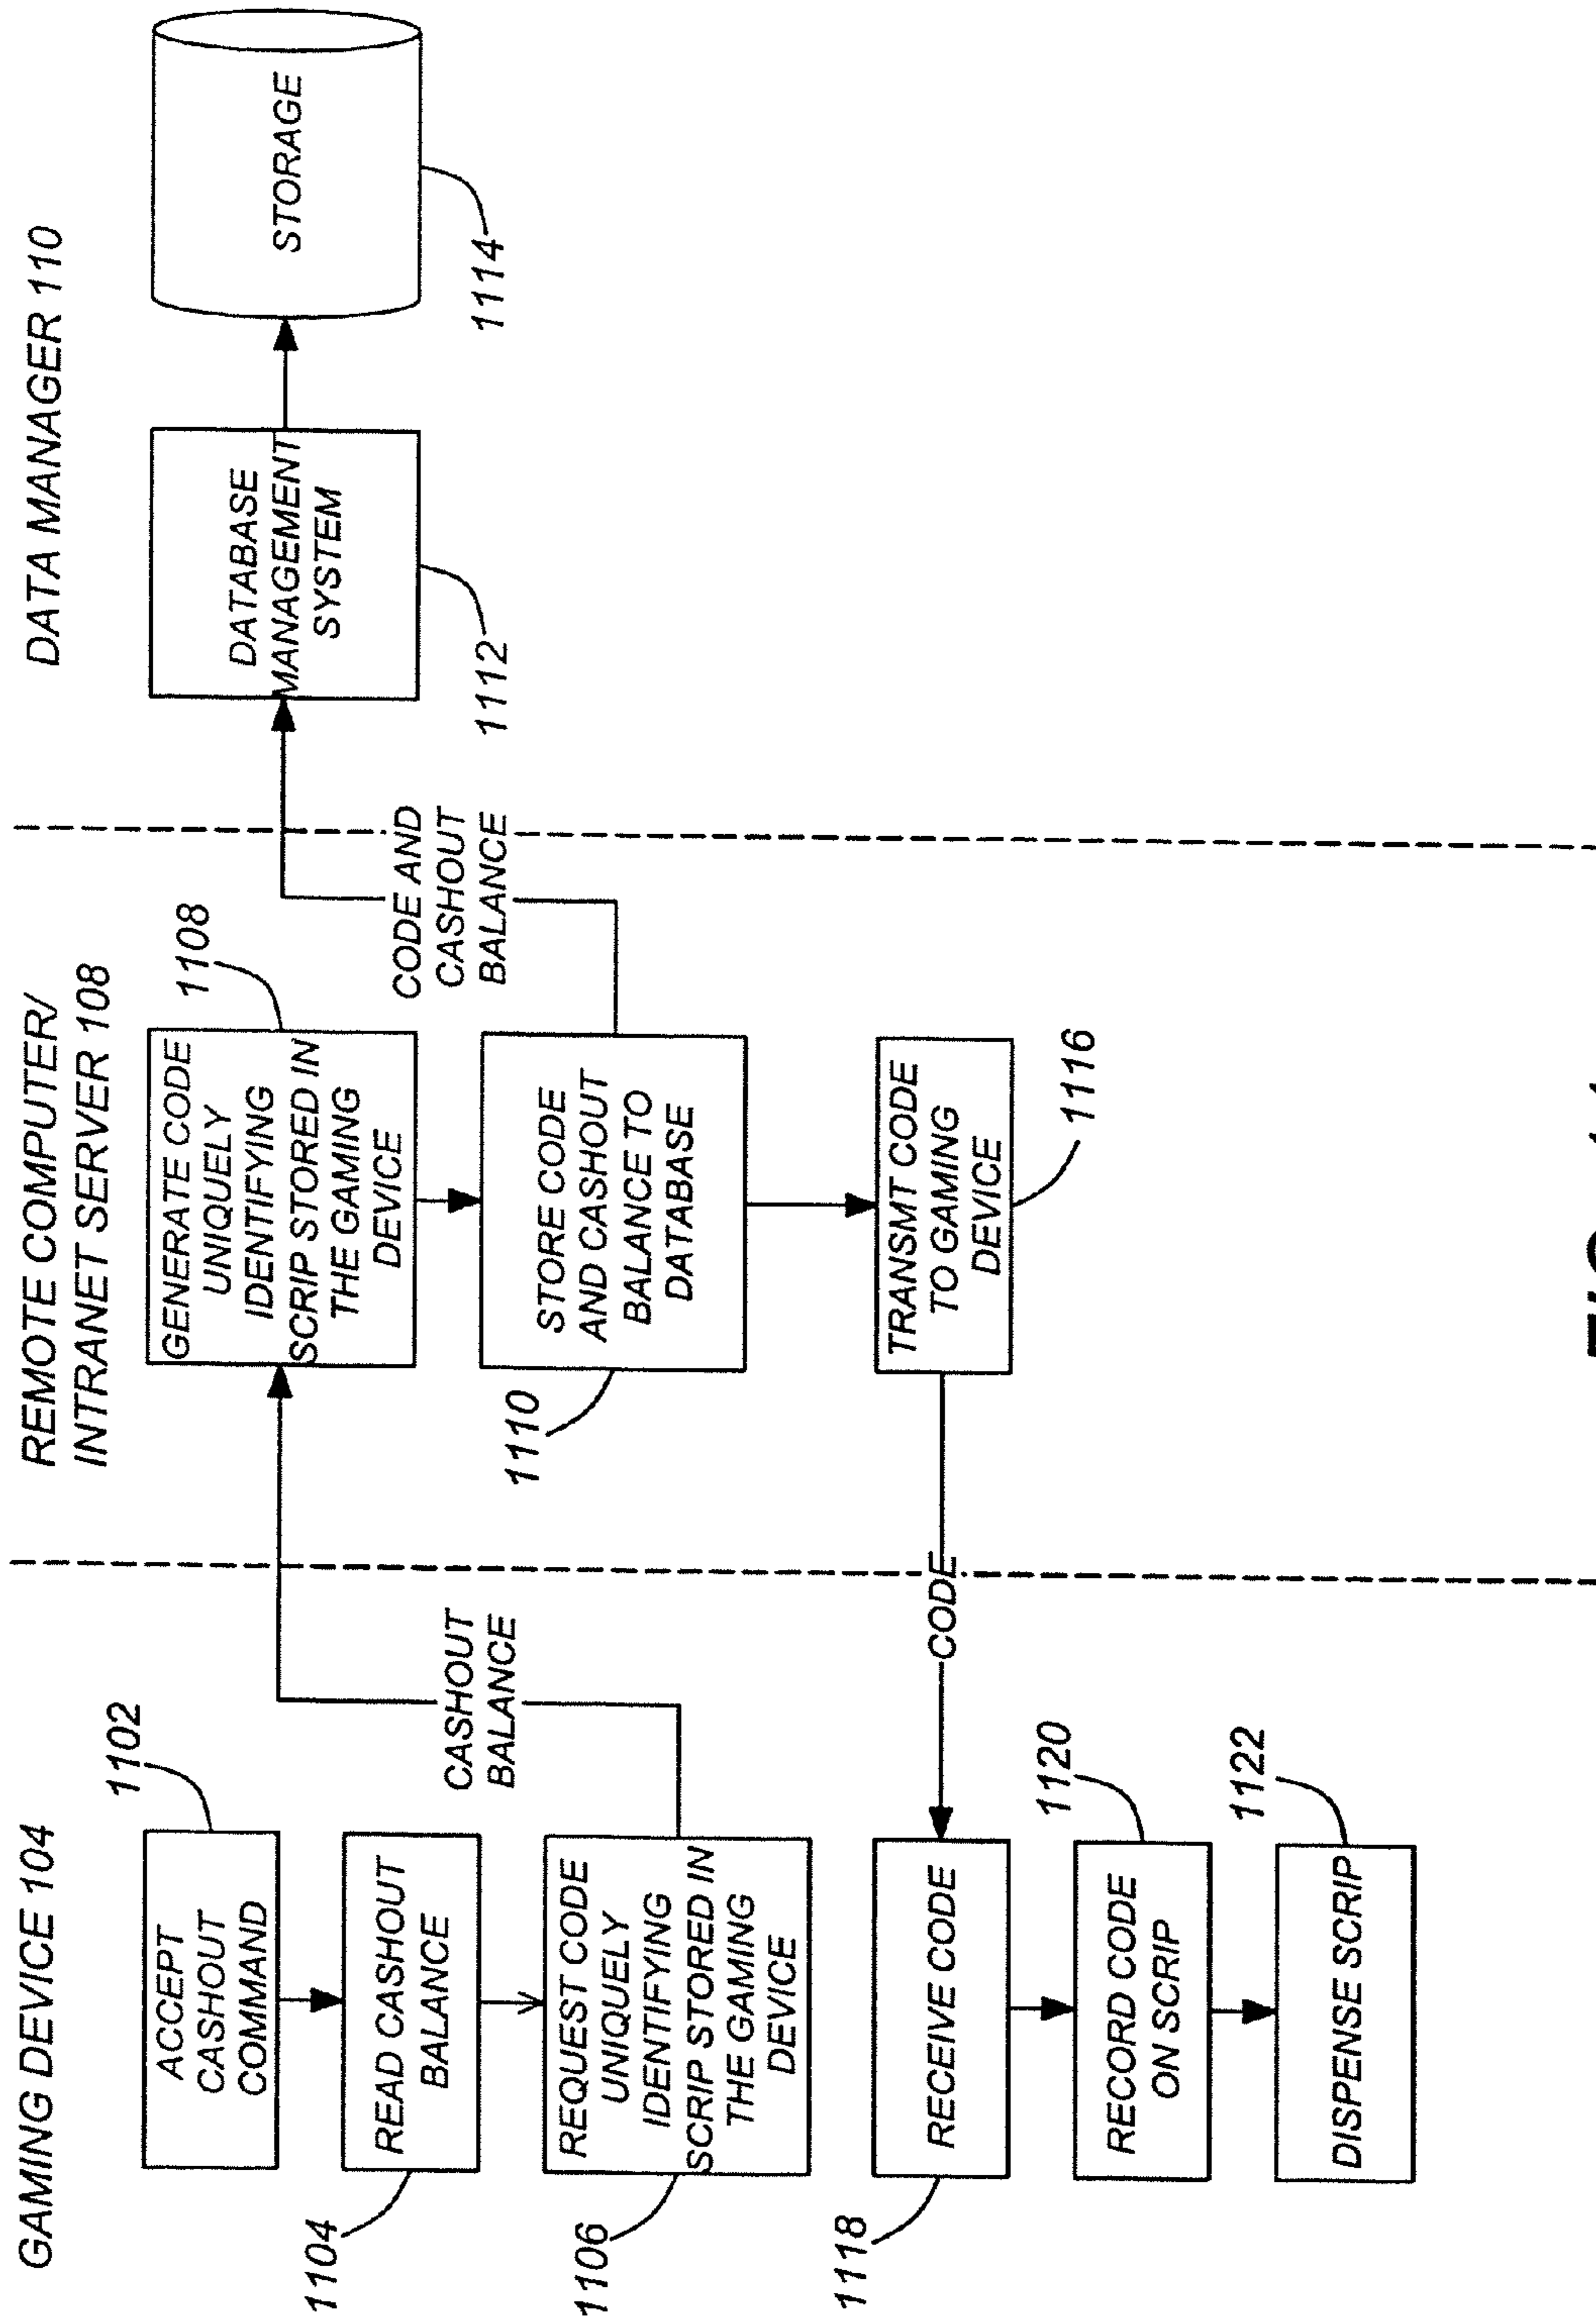 GAMING DEVICE 104
1102
ACCEPT
CASHOUT
COMMAND
READ CASHOUT
BALANCE
1104
CASHOUT
BALANCE
REQUEST CODE
UNIQUELY
IDENTIFYING
SCRIP STORED IN
THE GAMING
DEVICE
1106
CODE
RECEIVE CODE
1118
1120
RECORD CODE
ON SCRIP
1122
DISPENSE SCRIP
REMOTE COMPUTER/
INTRANET SERVER 108
1108
GENERATE CODE
UNIQUELY
IDENTIFYING
SCRIP STORED IN
THE GAMING
DEVICE
CODE AND
CASHOUT
BALANCE
STORE CODE
AND CASHOUT
BALANCE TO
DATABASE
1110
TRANSMT CODE
TO GAMING
DEVICE
1116
DATA MANAGER 110
DATABASE
MANAGEMENT
SYSTEM
1112
STORAGE
1114